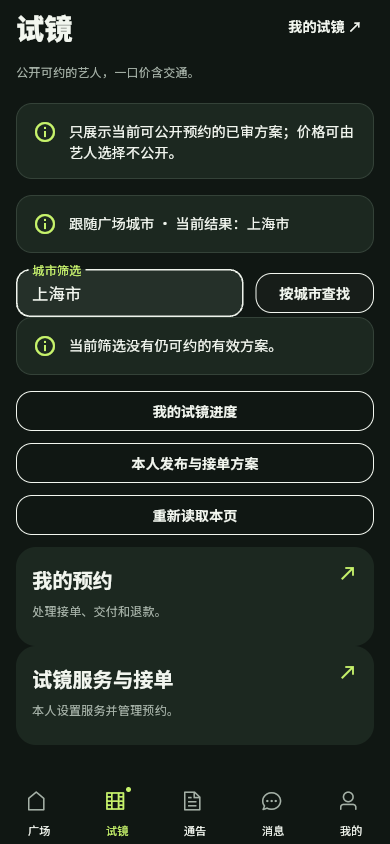 试镜
我的试镜 ↗
公开可约的艺人，一口价含交通。
只展示当前可公开预约的已审方案；价格可由
艺人选择不公开。
跟随广场城市 · 当前结果：上海市
城市筛选
上海市
按城市查找
当前筛选没有仍可约的有效方案。
我的试镜进度
本人发布与接单方案
重新读取本页
我的预约
处理接单、交付和退款。
试镜服务与接单
本人设置服务并管理预约。
广场
试镜
通告
消息
我的